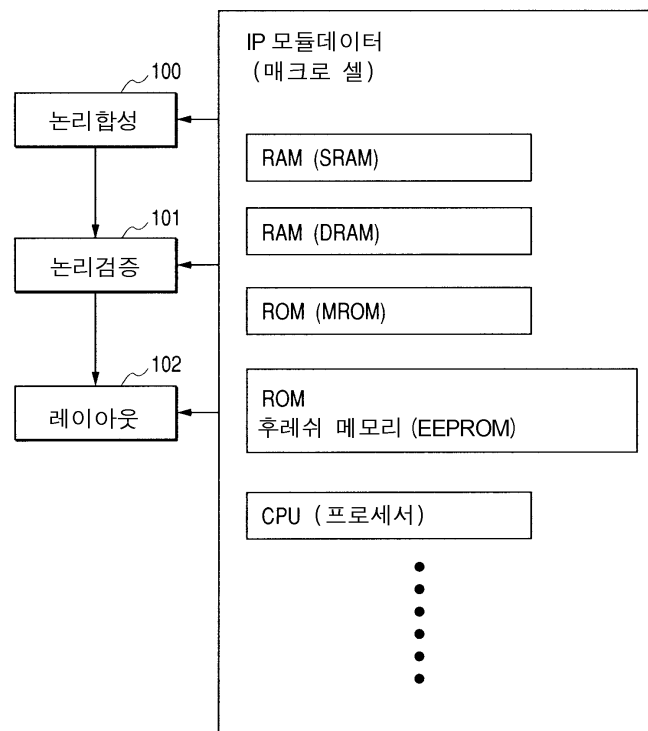 100
논리합성
101
논리검증
102
레이아웃
IP 모듈데이터
(매크로 셀)
RAM (SRAM)
RAM (DRAM)
ROM (MROM)
ROM
후레쉬 메모리 (EEPROM)
CPU (프로세서)